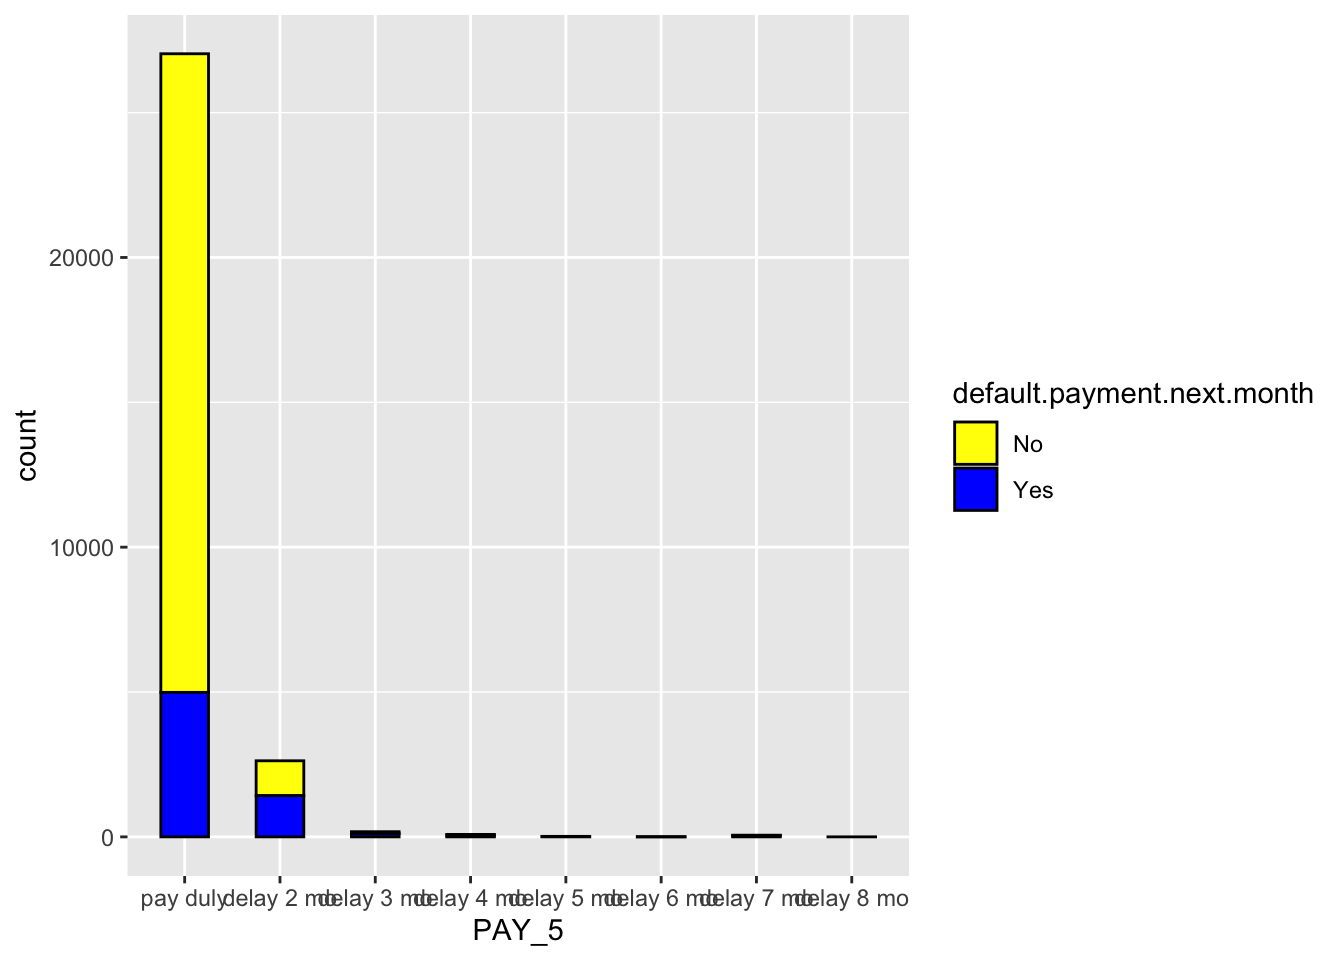 20000
10000
0
count
pay duly delay 2 mo delay 3 mo delay 4 mo delay 5 mo delay 6 mo delay 7 mo delay 8 mo
PAY_5
default.payment.next.month
No
Yes